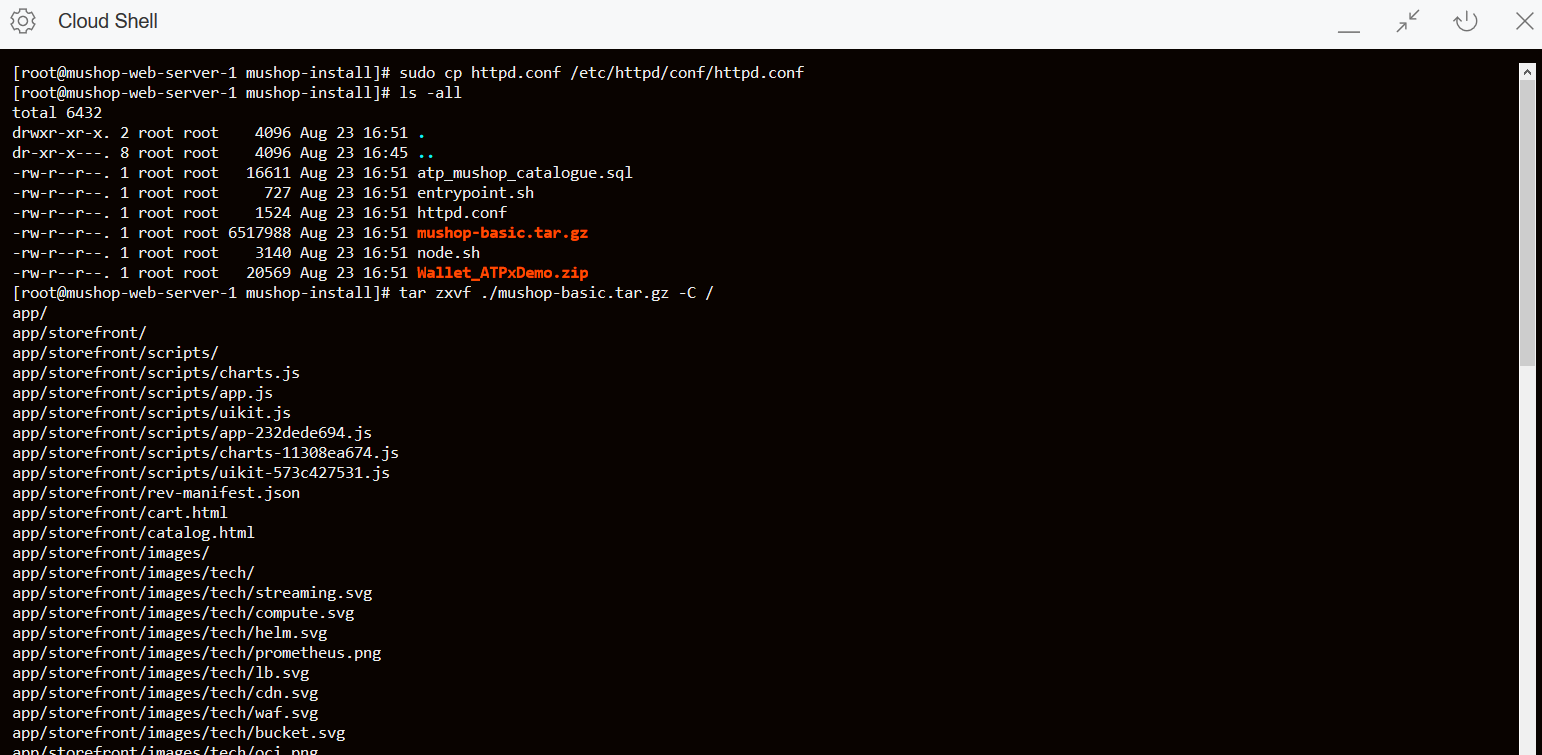 Cloud Shell
[root@mushop-web-server-1 mushop-install]# sudo cp httpd.conf /etc/httpd/conf/httpd.conf
[root@mushop-web-server-1 mushop-install]# ls -all
total 6432
drwxr-xr-x. 2 root root    4096 Aug 23 16:51 .
dr-xr-x---. 8 root root    4096 Aug 23 16:45 ..
-rw-r--r--. 1 root root   16611 Aug 23 16:51 atp_mushop_catalogue.sql
-rw-r--r--. 1 root root     727 Aug 23 16:51 entrypoint.sh
-rw-r--r--. 1 root root    1524 Aug 23 16:51 httpd.conf
-rw-r--r--. 1 root root 6517988 Aug 23 16:51 mushop-basic.tar.gz
-rw-r--r--. 1 root root    3140 Aug 23 16:51 node.sh
-rw-r--r--. 1 root root   20569 Aug 23 16:51 Wallet_ATPxDemo.zip
[root@mushop-web-server-1 mushop-install]# tar zxvf ./mushop-basic.tar.gz -C /
app/
app/storefront/
app/storefront/scripts/
app/storefront/scripts/charts.js
app/storefront/scripts/app.js
app/storefront/scripts/uikit.js
app/storefront/scripts/app-232dede694.js
app/storefront/scripts/charts-11308ea674.js
app/storefront/scripts/uikit-573c427531.js
app/storefront/rev-manifest.json
app/storefront/cart.html
app/storefront/catalog.html
app/storefront/images/
app/storefront/images/tech/
app/storefront/images/tech/streaming.svg
app/storefront/images/tech/compute.svg
app/storefront/images/tech/helm.svg
app/storefront/images/tech/prometheus.png
app/storefront/images/tech/lb.svg
app/storefront/images/tech/cdn.svg
app/storefront/images/tech/waf.svg
app/storefront/images/tech/bucket.svg
app/storefront/images/tech/oci.png